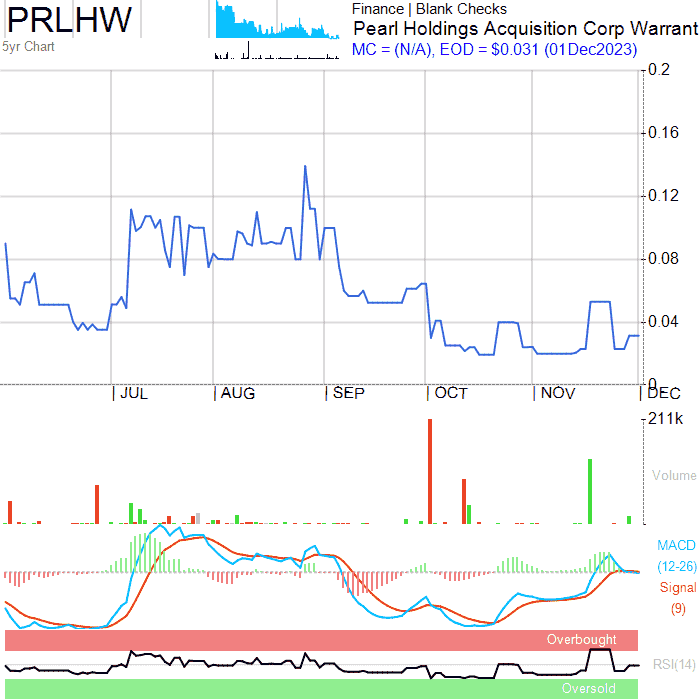 PRLHW
5yr Chart
Finance | Blank Checks
Pearl Holdings Acquisition Corp Warrant
MC = (N/A), EOD = $0.031 (01Dec2023)
0.2
0.16
0.12
0.08
0.04
0
JUL AUG SEP OCT NOV DEC
211k
Volume
MACD
(12-26)
Signal
(9)
Overbought
RSI(14)
Oversold